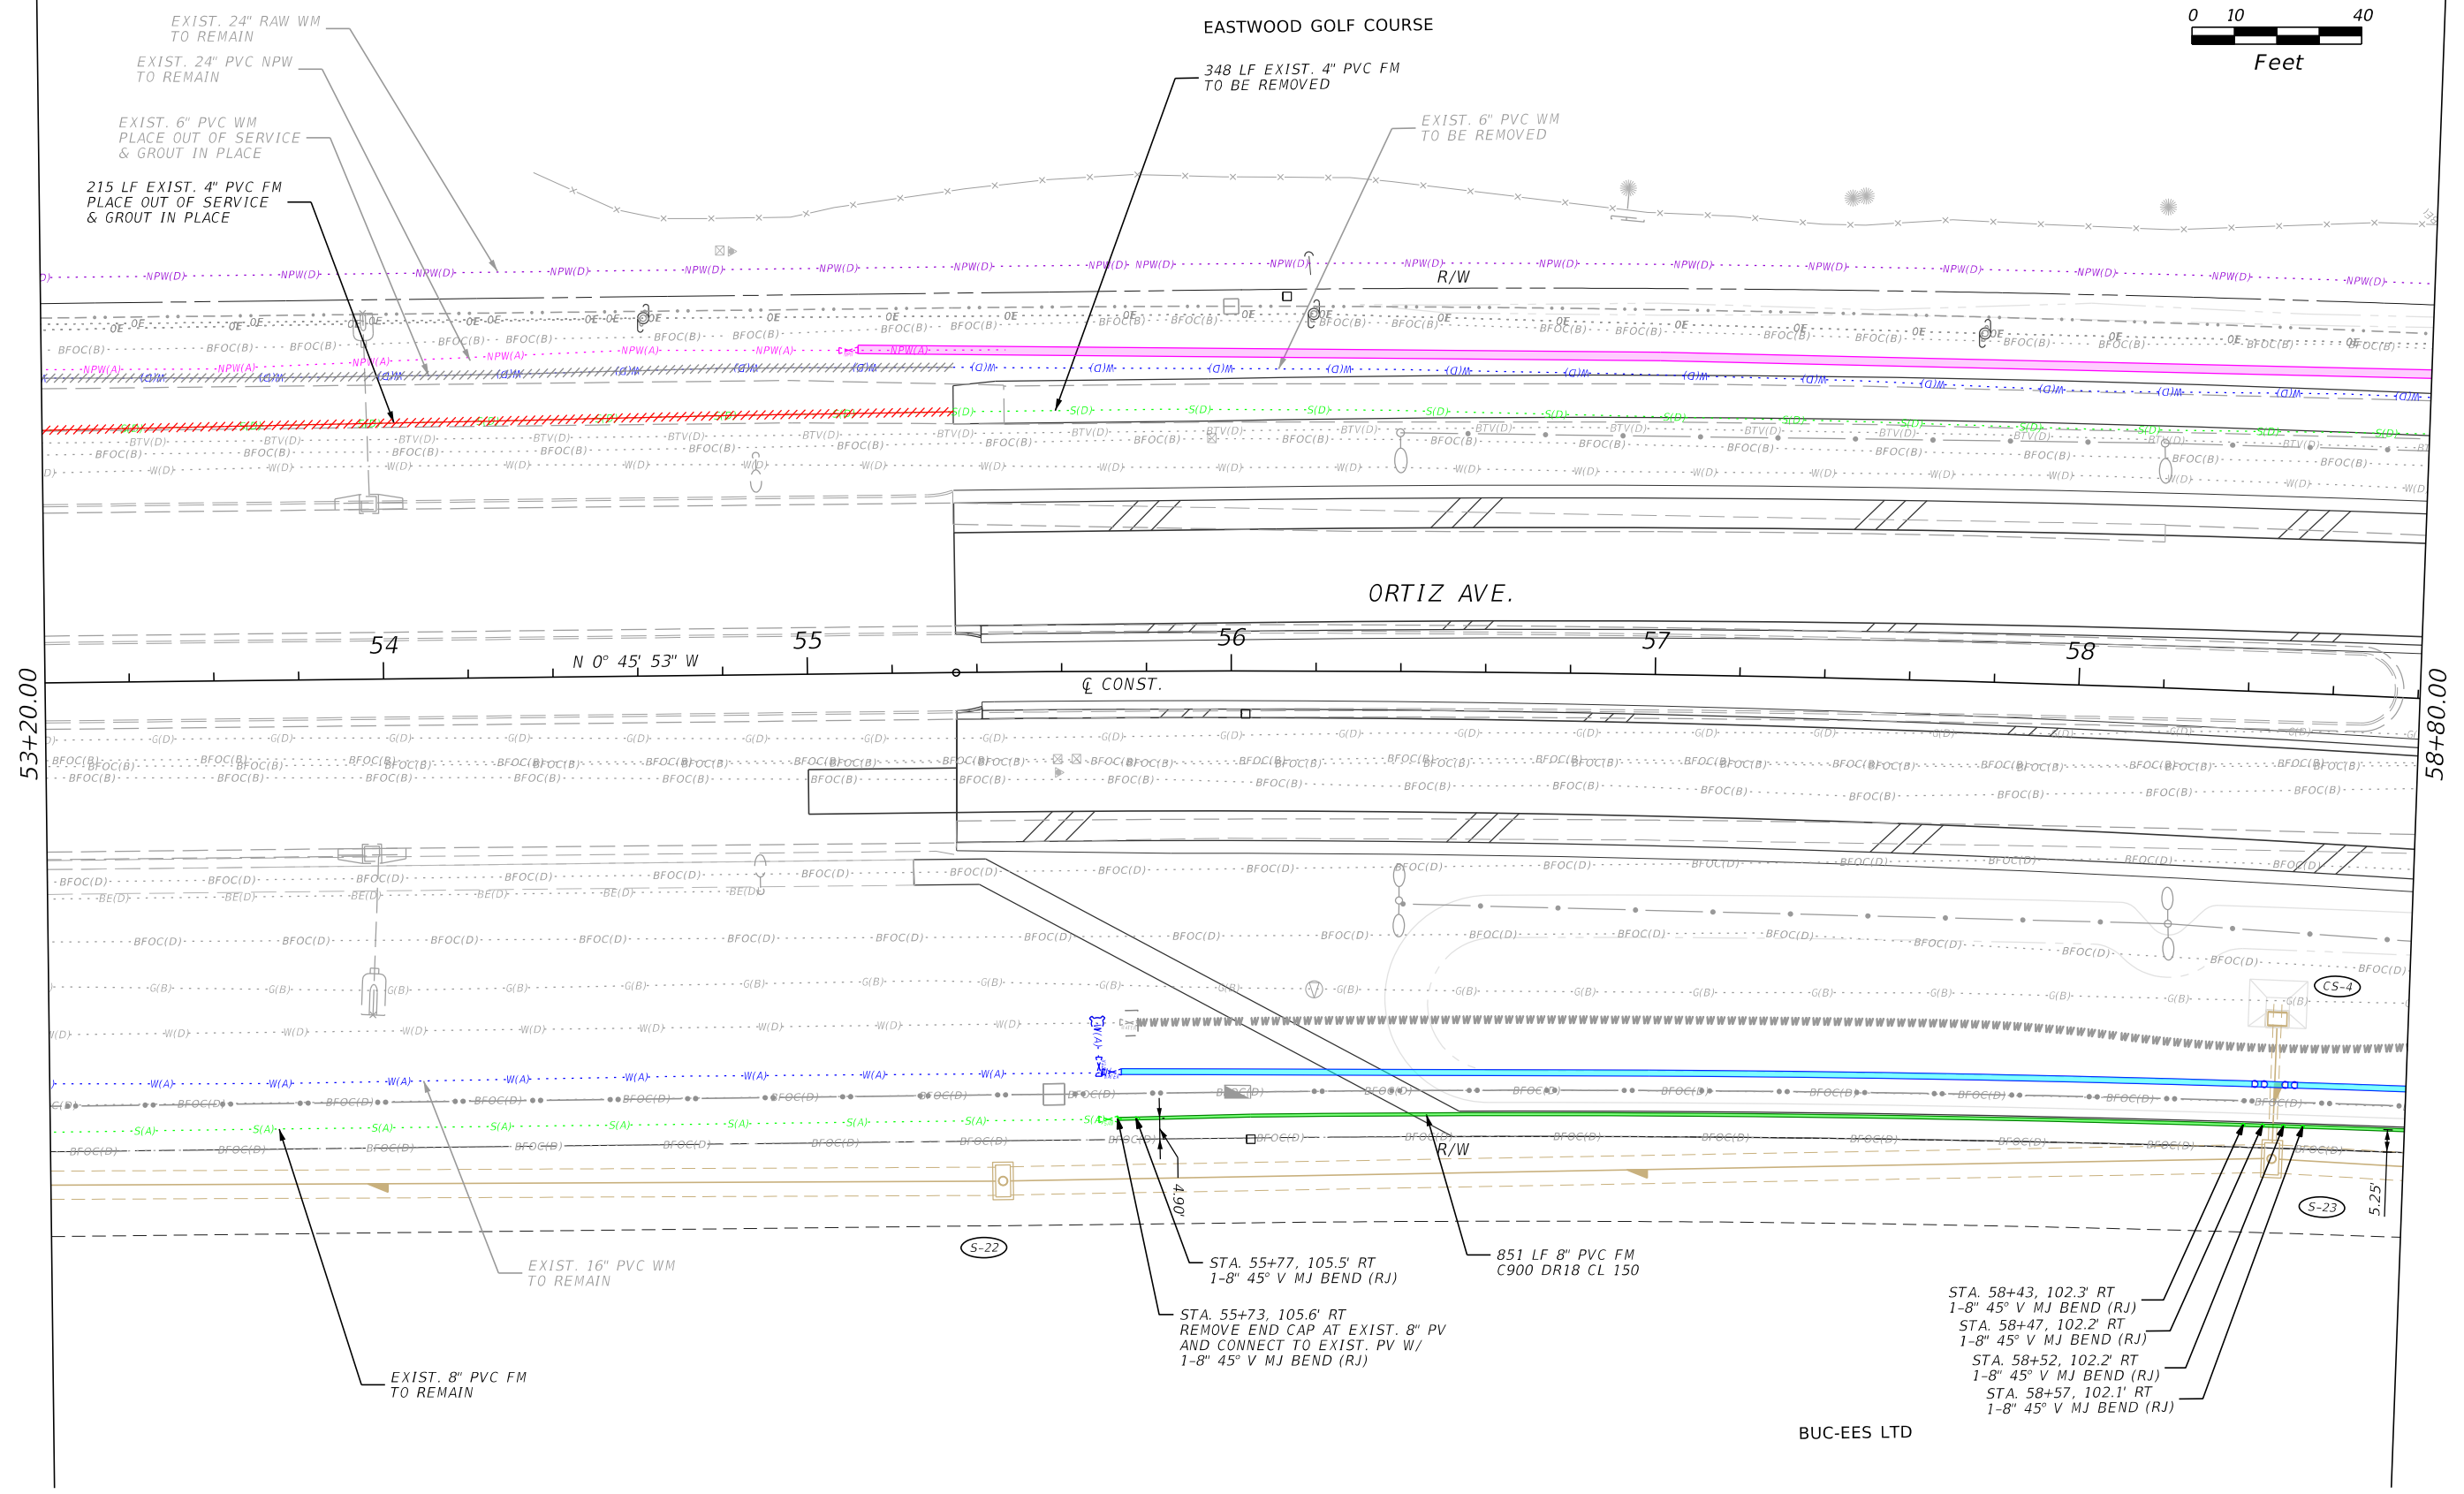 EXIST. 24" RAW WM
TO REMAIN
EXIST. 24" PVC NPW
TO REMAIN
EXIST. 6" PVC WM
PLACE OUT OF SERVICE
& GROUT IN PLACE
215 LF EXIST. 4" PVC FM
PLACE OUT OF SERVICE
& GROUT IN PLACE
EASTWOOD GOLF COURSE
348 LF EXIST. 4" PVC FM
TO BE REMOVED
EXIST. 6" PVC WM
TO BE REMOVED
0 10 40
Feet
R/W
ORTIZ AVE.
54 55 56 57 58
N 0° 45' 53" W
℄ CONST.
53+20.00
58+80.00
CS-4
R/W
4.90'
5.25'
S-22
S-23
EXIST. 16" PVC WM
TO REMAIN
EXIST. 8" PVC FM
TO REMAIN
STA. 55+77, 105.5' RT
1-8" 45° V MJ BEND (RJ)
STA. 55+73, 105.6' RT
REMOVE END CAP AT EXIST. 8" PV
AND CONNECT TO EXIST. PV W/
1-8" 45° V MJ BEND (RJ)
851 LF 8" PVC FM
C900 DR18 CL 150
STA. 58+43, 102.3' RT
1-8" 45° V MJ BEND (RJ)
STA. 58+47, 102.2' RT
1-8" 45° V MJ BEND (RJ)
STA. 58+52, 102.2' RT
1-8" 45° V MJ BEND (RJ)
STA. 58+57, 102.1' RT
1-8" 45° V MJ BEND (RJ)
BUC-EES LTD